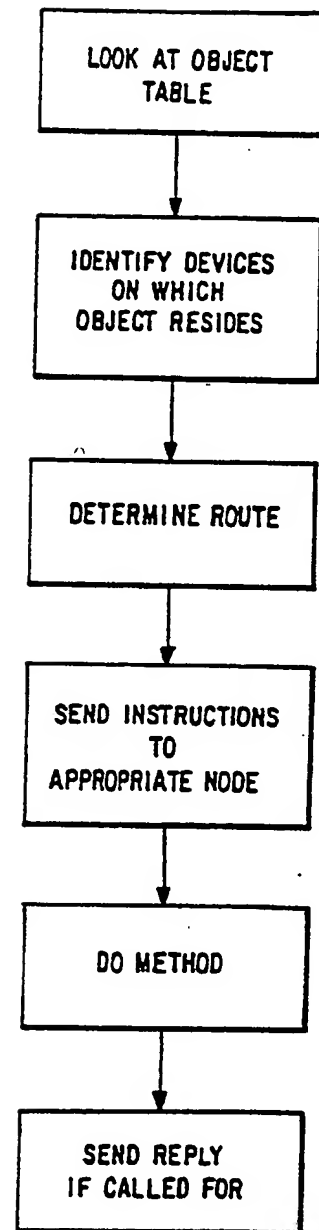 LOOK AT OBJECT
TABLE
IDENTIFY DEVICES
ON WHICH
OBJECT RESIDES
DETERMINE ROUTE
SEND INSTRUCTIONS
TO
APPROPRIATE NODE
DO METHOD
SEND REPLY
IF CALLED FOR